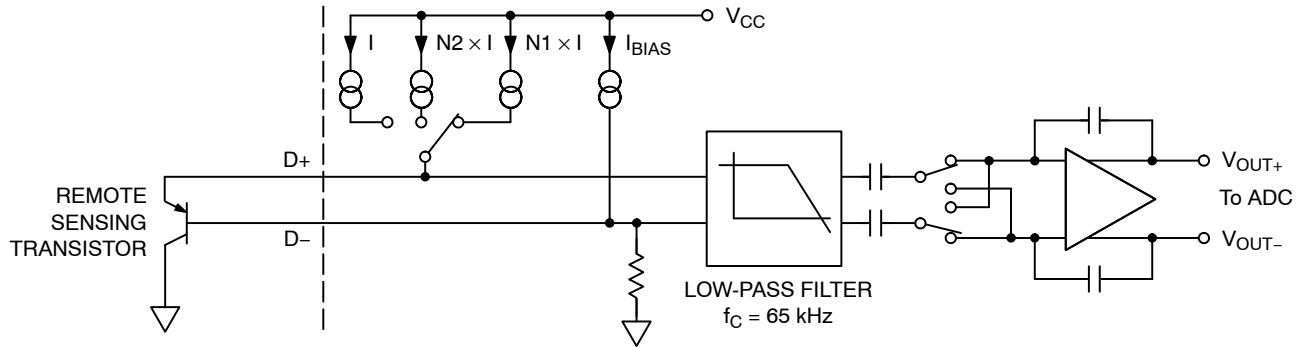 V_CC
I
N2 × I
N1 × I
I_BIAS
D+
REMOTE
SENSING
TRANSISTOR
D−
LOW-PASS FILTER
f_C = 65 kHz
V_OUT+
To ADC
V_OUT−